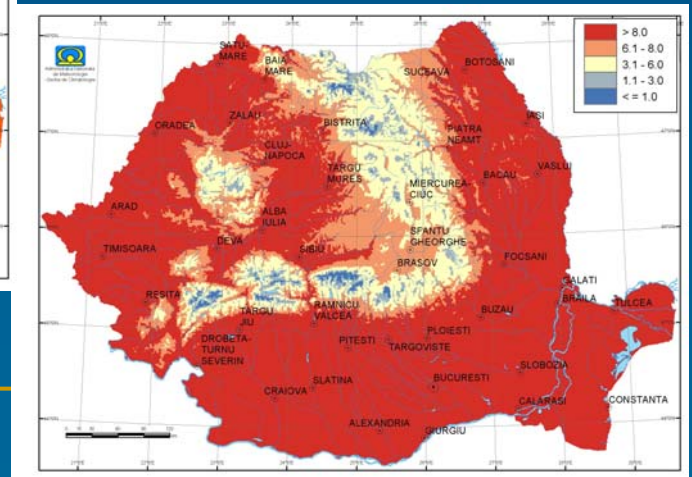 > 8.0
6.1 - 8.0
3.1 - 6.0
1.1 - 3.0
<= 1.0
SATU-
MARE
BAIA
MARE
SUCEAVA
BOTOSANI
ORADEA
ZALAU
BISTRITA
IASI
CLUJ-
NAPOCA
PIATRA
NEAMT
TARGU
MURES
MIERCUREA-
CIUC
BACAU
VASLUI
ARAD
ALBA
IULIA
TIMISOARA
DEVA
SIBIU
SFANTU
GHEORGHE
BRASOV
FOCSANI
RESITA
TARGU
JIU
RAMNICU
VALCEA
BUZAU
GALATI
BRAILA
TULCEA
DROBETA-
TURNU
SEVERIN
PITESTI
TARGOVISTE
PLOIESTI
CRAIOVA
SLATINA
BUCURESTI
SLOBOZIA
CALARASI
CONSTANTA
ALEXANDRIA
GIURGIU